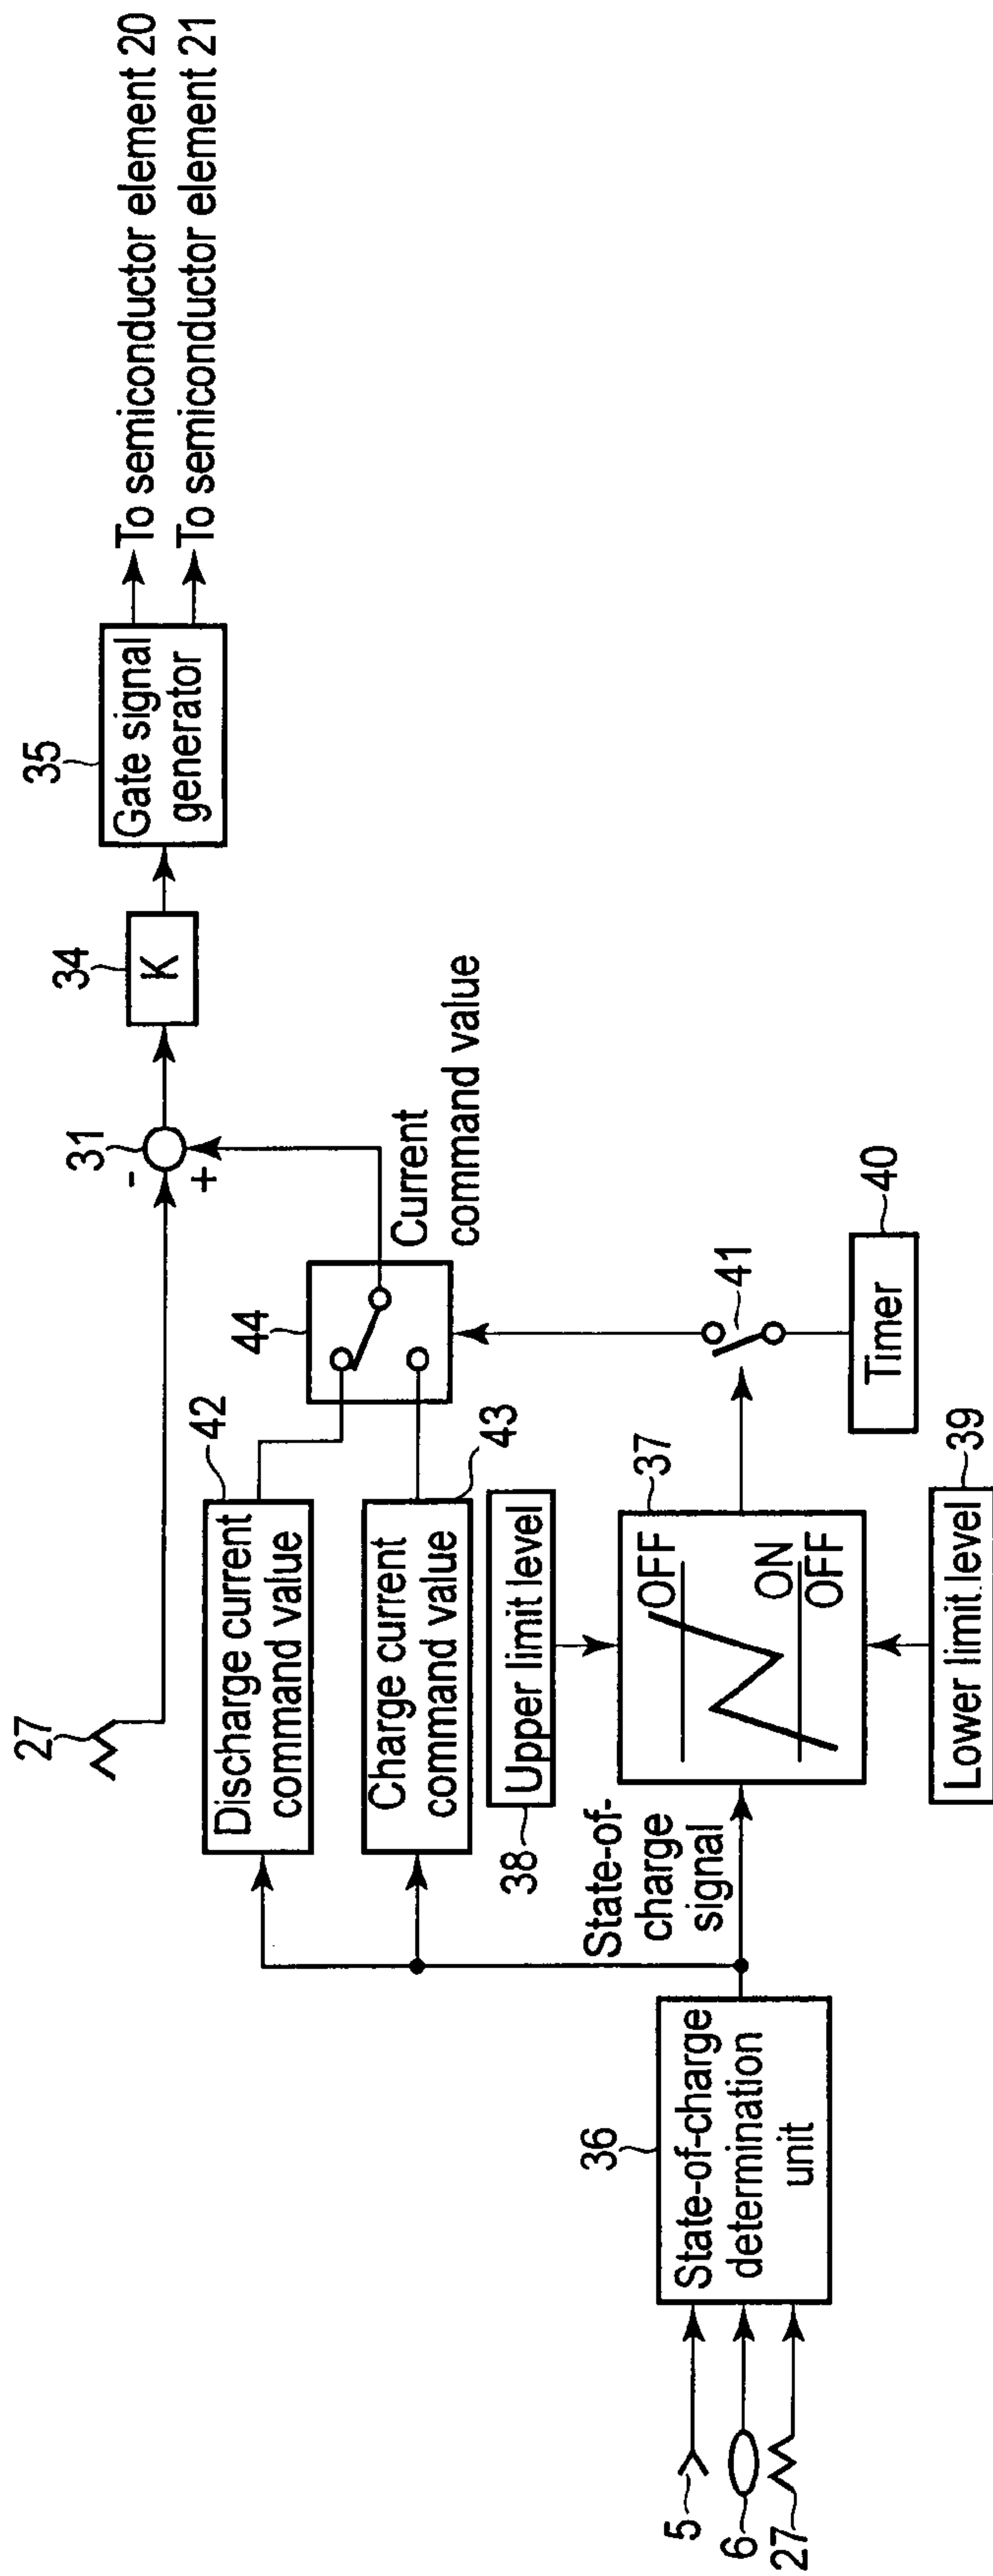 27
31
-
+
34
K
35
Gate signal
generator
To semiconductor element 20
To semiconductor element 21
42
Discharge current
command value
44
43
Charge current
command value
Current
command value
38
Upper limit level
36
State-of-charge
determination
unit
5
6
27
State-of-
charge
signal
37
OFF
ON
OFF
41
40
Timer
39
Lower limit level